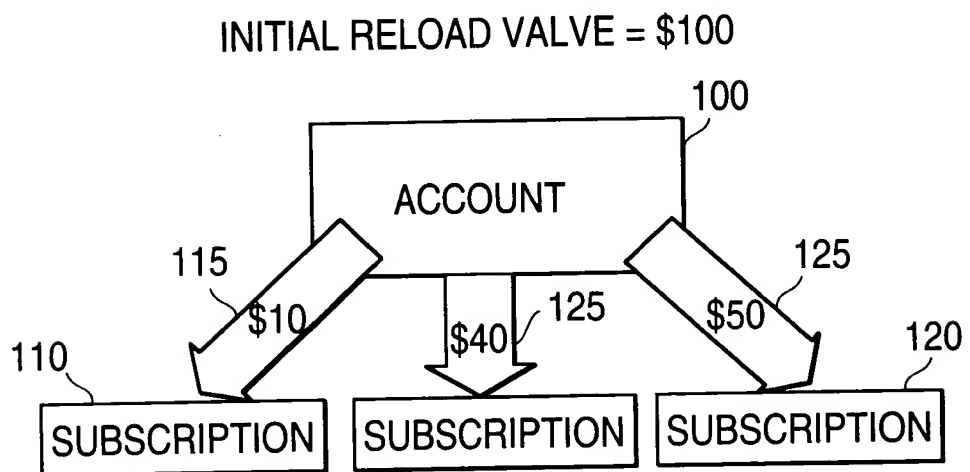 INITIAL RELOAD VALVE = $100
100
ACCOUNT
115
125
$10
$40
125
$50
110
120
SUBSCRIPTION
SUBSCRIPTION
SUBSCRIPTION